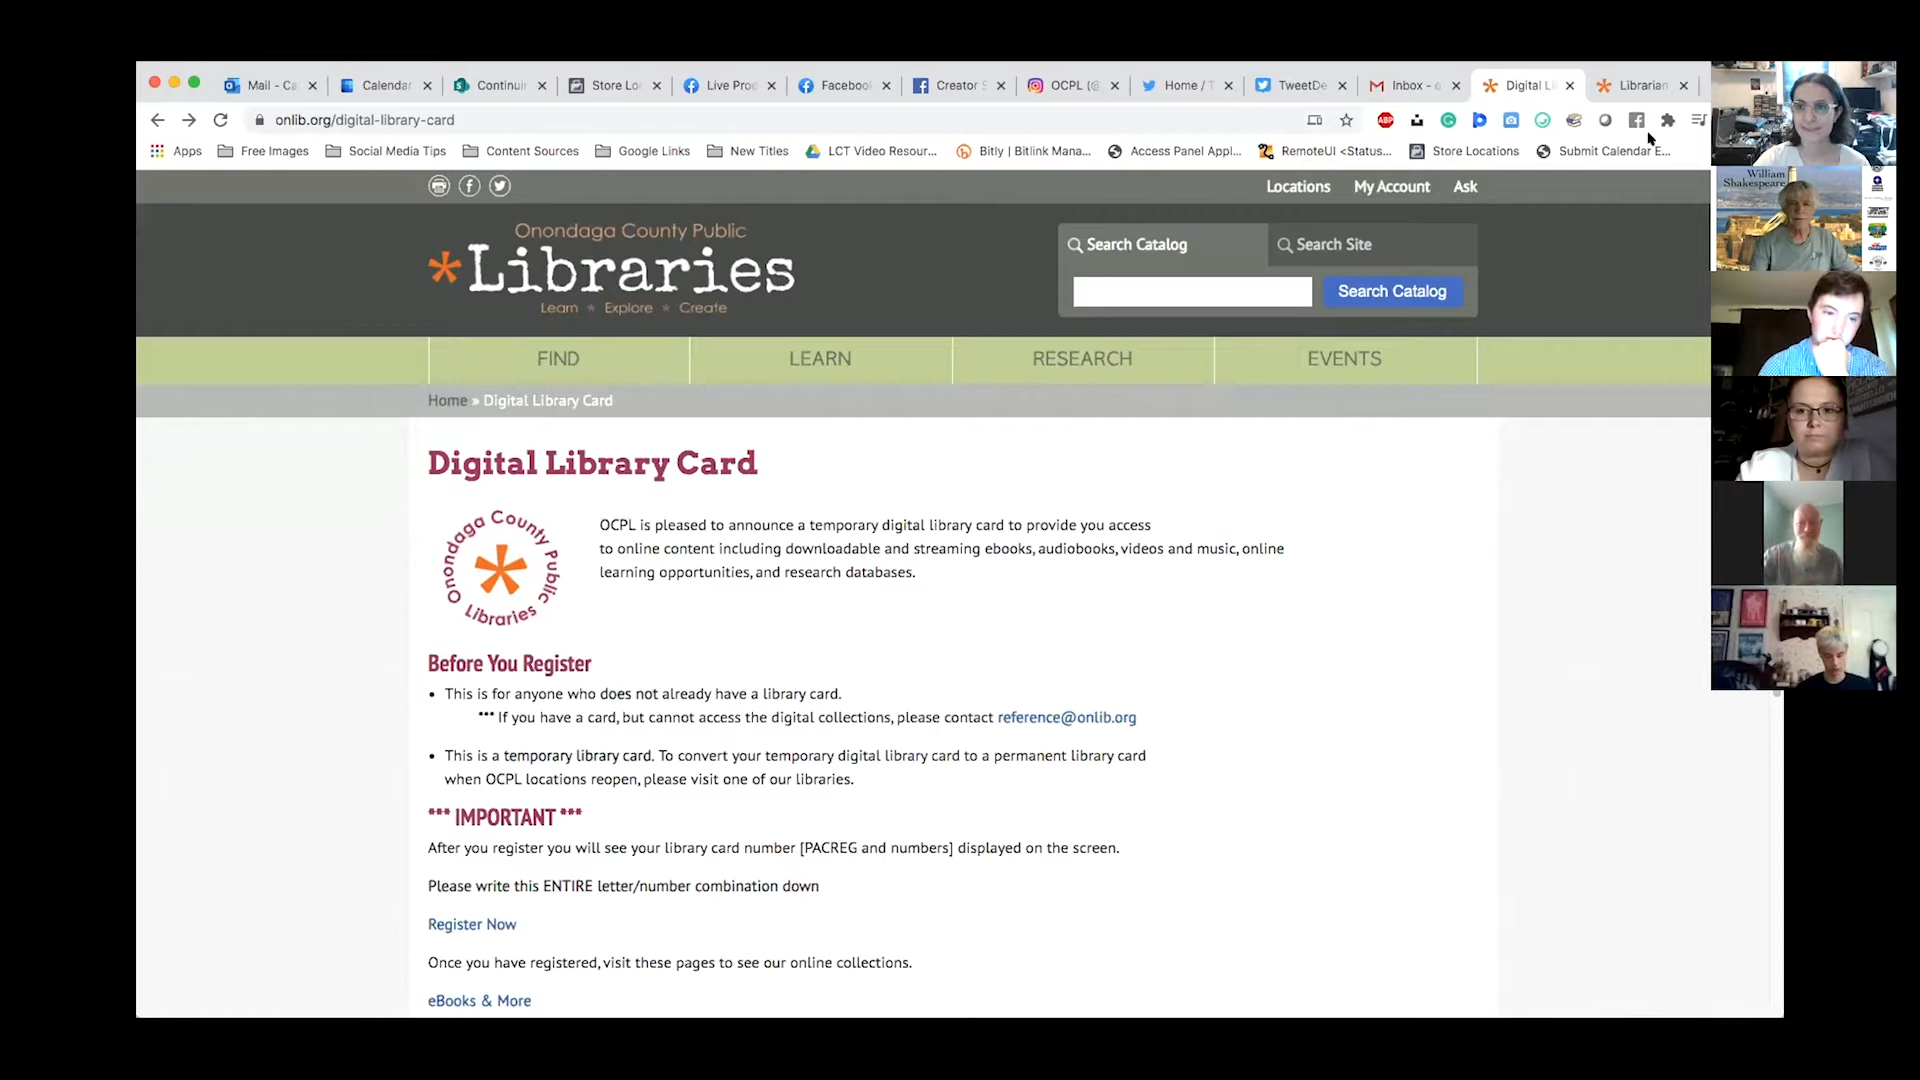 Mail - Ca
Calendar
Continuin
Store Lo
Live Proc
Facebook
Creator S
OCPL (@
Home / T
TweetDe
Inbox - o
Digital Li
Librarian
onlib.org/digital-library-card
ABP
Apps
Free Images
Social Media Tips
Content Sources
Google Links
New Titles
LCT Video Resour...
Bitly | Bitlink Mana...
Access Panel Appl...
RemoteUI <Status...
Store Locations
Submit Calendar E...
William
Shakespeare
Locations
My Account
Ask
Onondaga County Public
*Libraries
Learn * Explore * Create
Search Catalog
Search Site
Search Catalog
FIND
LEARN
RESEARCH
EVENTS
Home » Digital Library Card
Digital Library Card
Onondaga County Public
Libraries
OCPL is pleased to announce a temporary digital library card to provide you access
to online content including downloadable and streaming ebooks, audiobooks, videos and music, online
learning opportunities, and research databases.
Before You Register
• This is for anyone who does not already have a library card.
*** If you have a card, but cannot access the digital collections, please contact reference@onlib.org
• This is a temporary library card. To convert your temporary digital library card to a permanent library card
when OCPL locations reopen, please visit one of our libraries.
*** IMPORTANT ***
After you register you will see your library card number [PACREG and numbers] displayed on the screen.
Please write this ENTIRE letter/number combination down
Register Now
Once you have registered, visit these pages to see our online collections.
eBooks & More